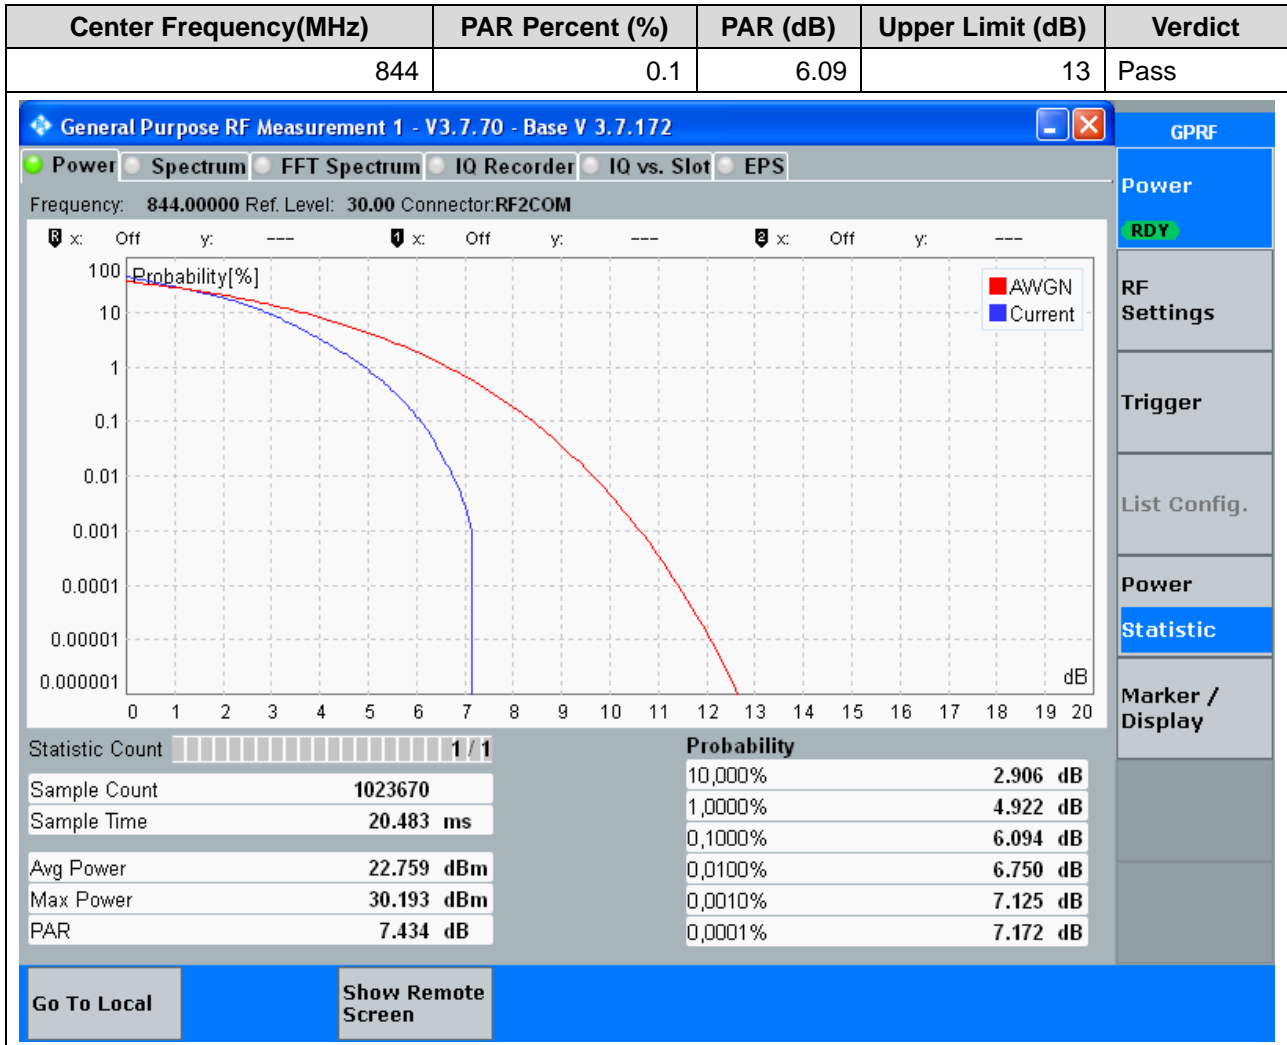 Center Frequency(MHz) PAR Percent (%) PAR (dB) Upper Limit (dB) Verdict
844 0.1 6.09 13 Pass
General Purpose RF Measurement 1 - V3.7.70 - Base V 3.7.172
GPRF
Power Spectrum FFT Spectrum IQ Recorder IQ vs. Slot EPS
Power
RDY
Frequency: 844.00000 Ref. Level: 30.00 Connector:RF2COM
R x: Off y: --- 1 x: Off y: --- 2 x: Off y: ---
Probability[%]
AWGN
Current
100
10
1
0.1
0.01
0.001
0.0001
0.00001
0.000001
dB
0 1 2 3 4 5 6 7 8 9 10 11 12 13 14 15 16 17 18 19 20
RF
Settings
Trigger
List Config.
Power
Statistic
Marker /
Display
Statistic Count 1 / 1
Sample Count 1023670
Sample Time 20.483 ms
Avg Power 22.759 dBm
Max Power 30.193 dBm
PAR 7.434 dB
Probability
10,000% 2.906 dB
1,0000% 4.922 dB
0,1000% 6.094 dB
0,0100% 6.750 dB
0,0010% 7.125 dB
0,0001% 7.172 dB
Go To Local
Show Remote
Screen